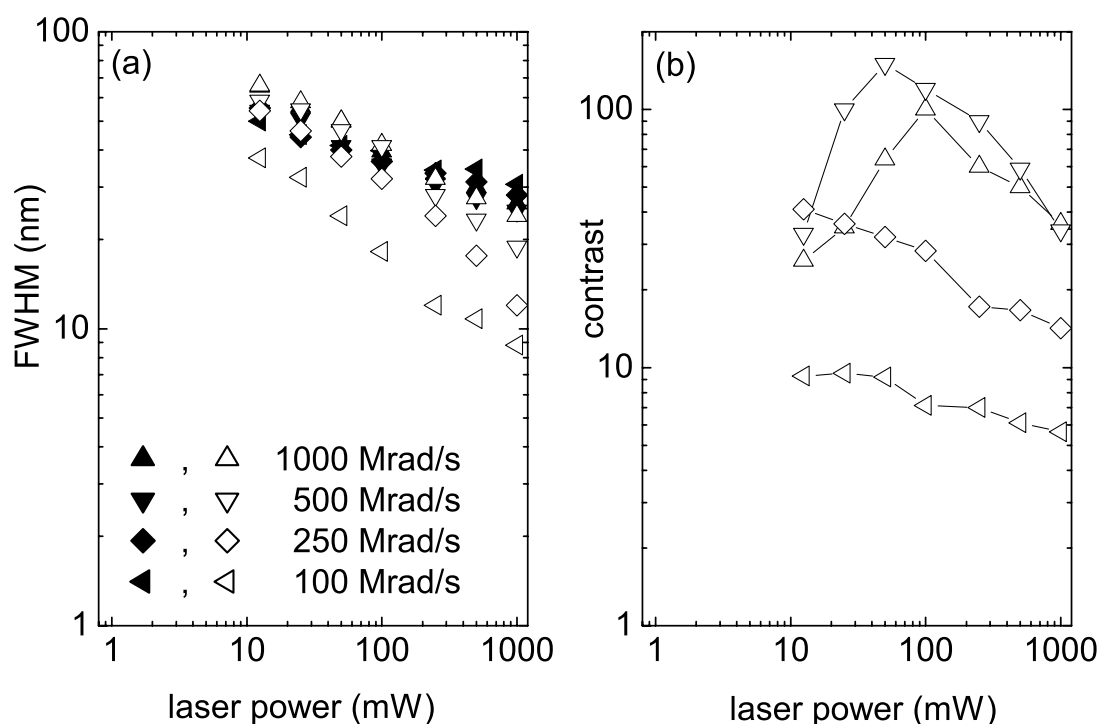 100
(a)
FWHM (nm)
10
▲ , △ 1000 Mrad/s
▼ , ▽ 500 Mrad/s
◆ , ◇ 250 Mrad/s
◀ , ◁ 100 Mrad/s
1
1 10 100 1000
laser power (mW)
(b)
100
contrast
10
1
1 10 100 1000
laser power (mW)